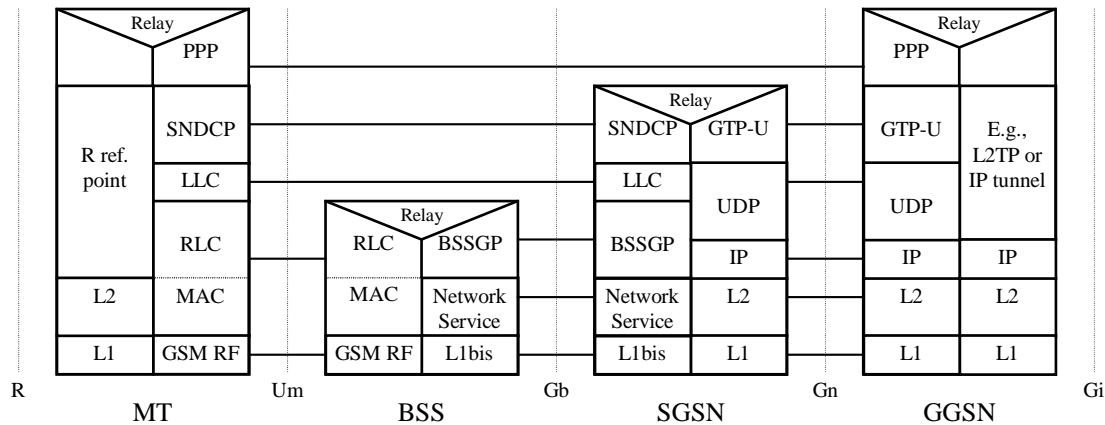 Relay
Relay
PPP
PPP
Relay
SNDCP
SNDCP
GTP-U
GTP-U
E.g.,
L2TP or
IP tunnel
R ref.
point
LLC
LLC
Relay
UDP
UDP
RLC
RLC
BSSGP
BSSGP
IP
IP
IP
L2
MAC
MAC
Network
Service
Network
Service
L2
L2
L2
L1
GSM RF
GSM RF
L1bis
L1bis
L1
L1
L1
R
Um
Gb
Gn
Gi
MT
BSS
SGSN
GGSN